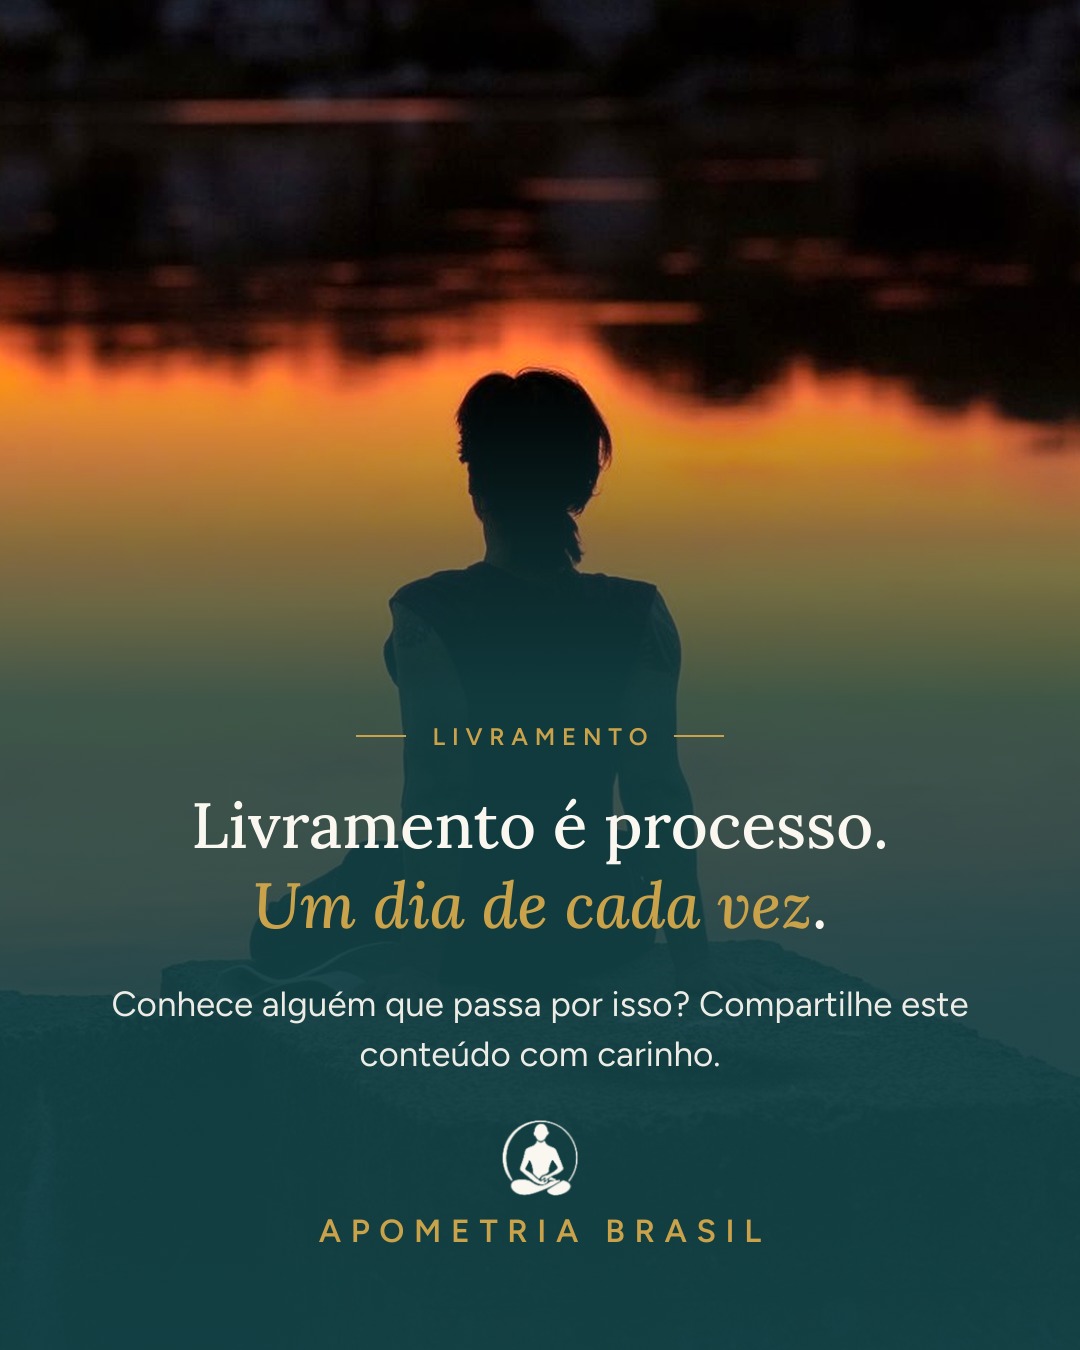 LIVRAMENTO
Livramento é processo.
Um dia de cada vez.
Conhece alguém que passa por isso? Compartilhe este
conteúdo com carinho.
APOMETRIA BRASIL